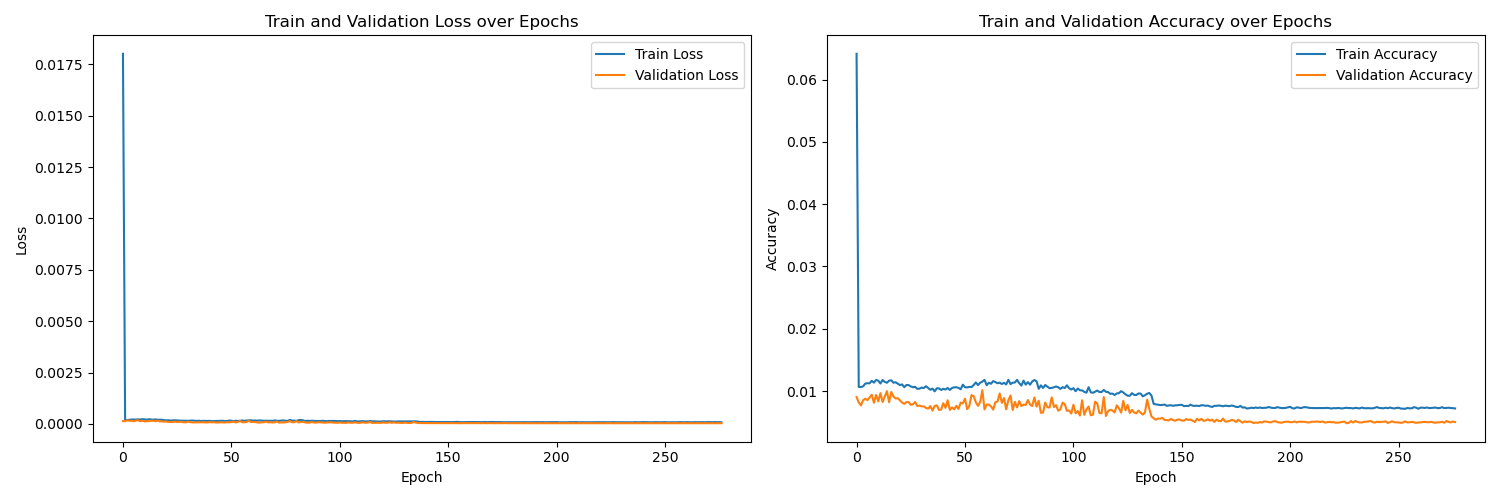 Train and Validation Loss over Epochs
Train Loss
Validation Loss
0.0175
0.0150
0.0125
0.0100
0.0075
0.0050
0.0025
0.0000
Loss
0
50
100
150
200
250
Epoch
Train and Validation Accuracy over Epochs
Train Accuracy
Validation Accuracy
0.06
0.05
0.04
0.03
0.02
0.01
Accuracy
0
50
100
150
200
250
Epoch